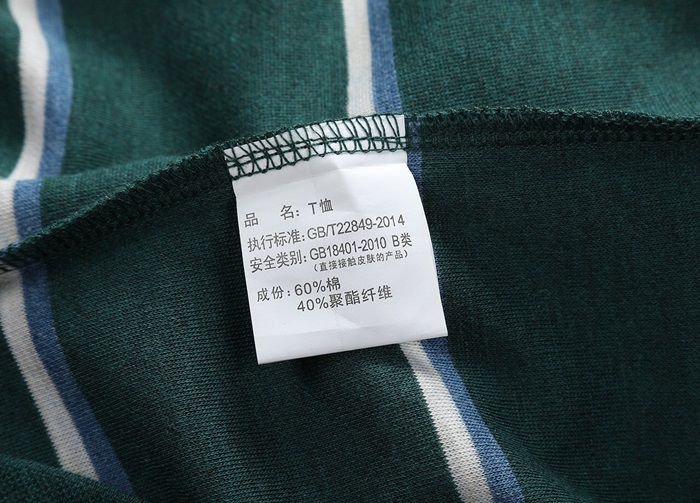 品 名: T恤
执行标准: GB/T22849-2014
安全类别: GB18401-2010 B类
(直接接触皮肤的产品)
成份: 60%棉
40%聚酯纤维